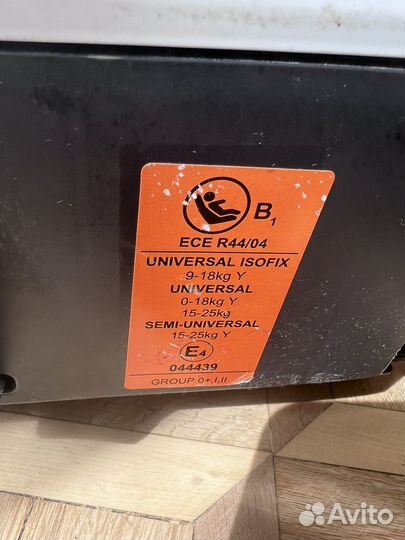 B1
ECE R44/04
UNIVERSAL ISOFIX
9-18kg Y
UNIVERSAL
0-18kg Y
15-25kg
SEMI-UNIVERSAL
15-25kg Y
E4
044439
GROUP 0+,I,II
Avito